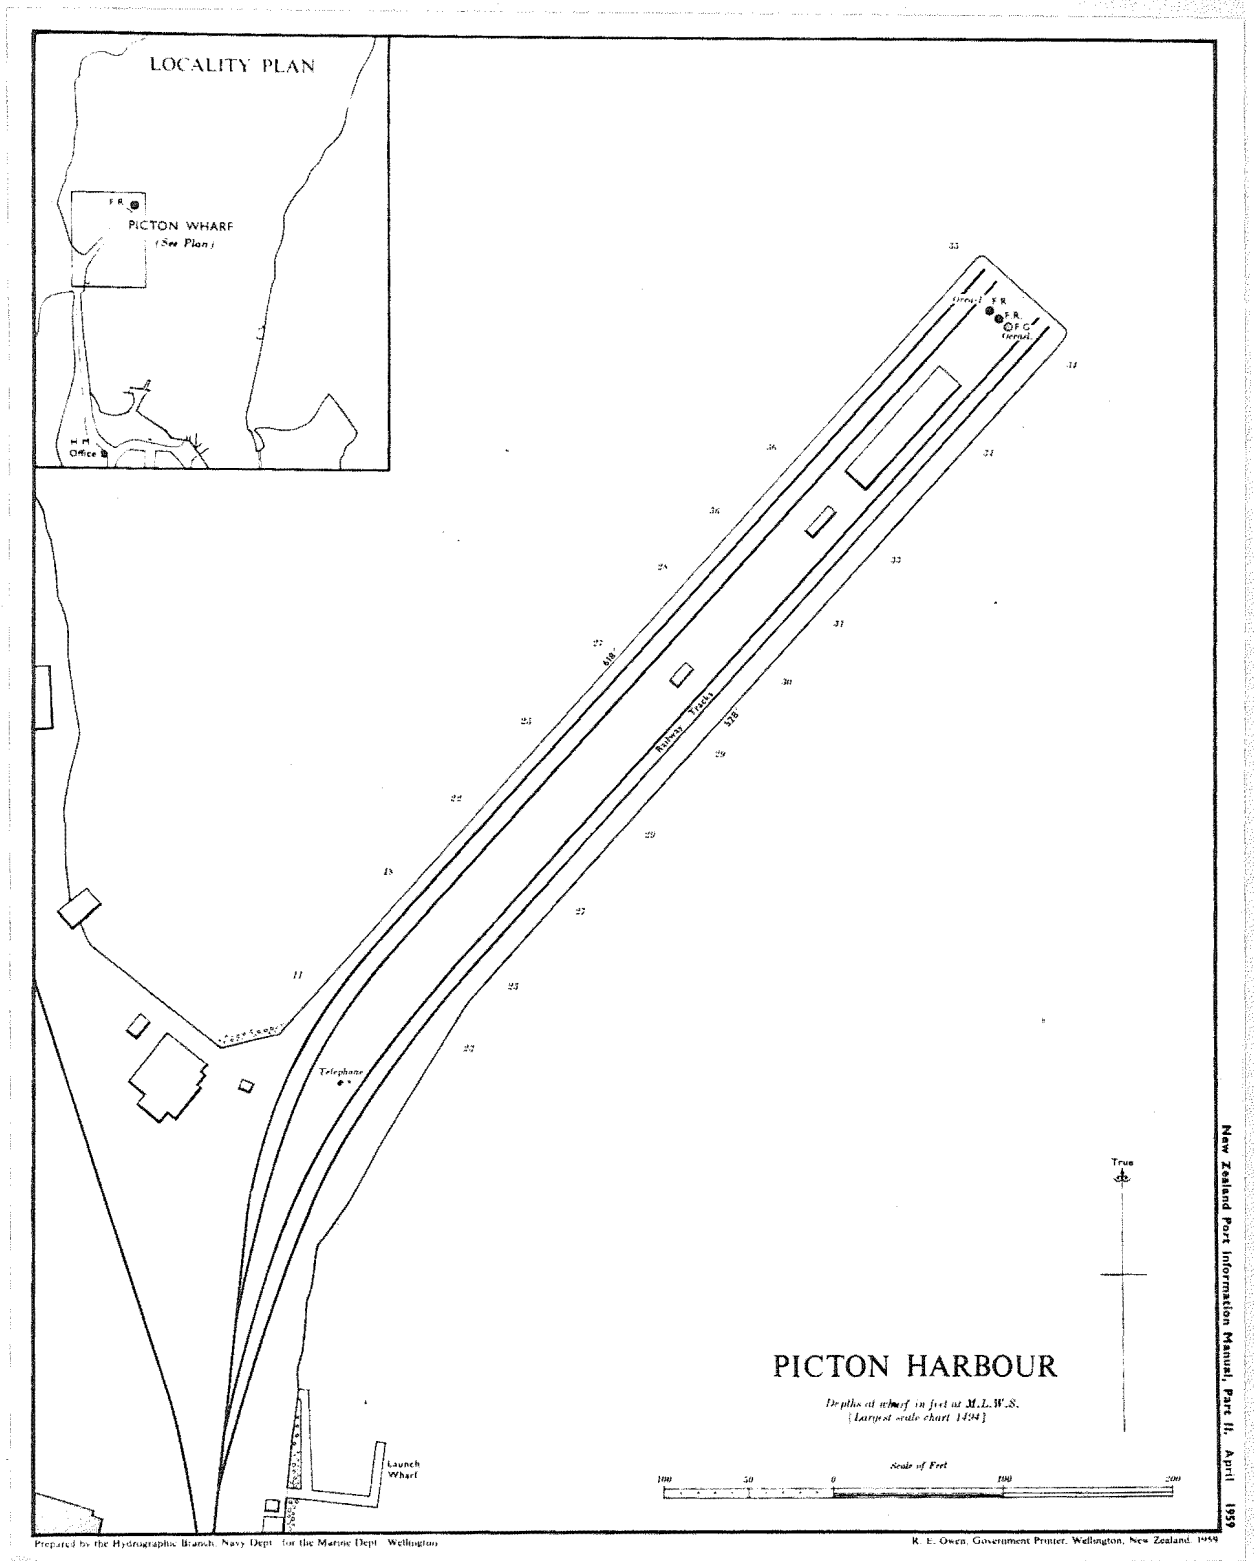 LOCALITY PLAN
F.R.
PICTON WHARF
(See Plan)
H M
Office
35
Occasl. F.R.
F.R.
F.G.
Occasl.
34
36
34
36
33
28
31
27
618'
30
Railway Tracks
528'
25
29
22
29
18
27
11
25
22
Telephone
True
PICTON HARBOUR
Depths at wharf in feet at M.L.W.S.
[Largest scale chart 1494]
Launch
Wharf
Scale of Feet
100 50 0 100 200
New Zealand Port Information Manual, Part II. April 1959
Prepared by the Hydrographic Branch, Navy Dept. for the Marine Dept. Wellington
R. E. Owen, Government Printer, Wellington, New Zealand. 1959